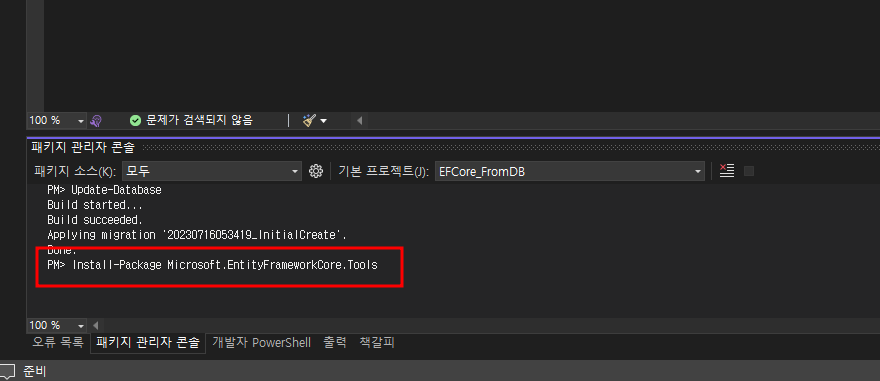 100 %
문제가 검색되지 않음
패키지 관리자 콘솔
패키지 소스(K): 모두 기본 프로젝트(J): EFCore_FromDB
PM> Update-Database
Build started...
Build succeeded.
Applying migration '20230716053419_InitialCreate'.
Done.
PM> Install-Package Microsoft.EntityFrameworkCore.Tools
100 %
오류 목록 패키지 관리자 콘솔 개발자 PowerShell 출력 책갈피
준비